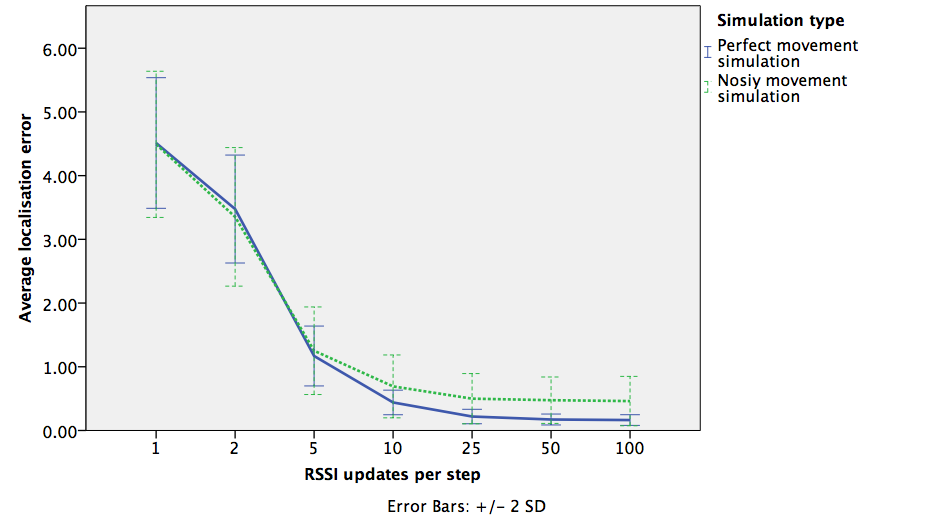 Simulation type
Perfect movement
simulation
Nosiy movement
simulation
6.00
5.00
4.00
3.00
2.00
1.00
0.00
Average localisation error
1 2 5 10 25 50 100
RSSI updates per step
Error Bars: +/- 2 SD